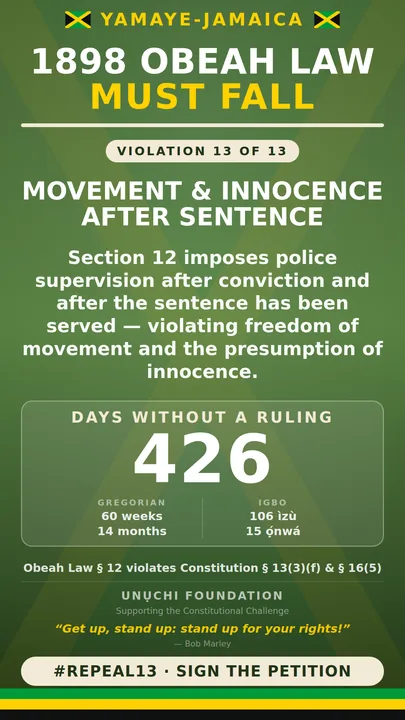 YAMAYE-JAMAICA
1898 OBEAH LAW
MUST FALL
VIOLATION 13 OF 13
MOVEMENT & INNOCENCE
AFTER SENTENCE
Section 12 imposes police
supervision after conviction and
after the sentence has been
served — violating freedom of
movement and the presumption of
innocence.
DAYS WITHOUT A RULING
426
GREGORIAN
60 weeks
14 months
IGBO
106 ìzù
15 ọ́nwá
Obeah Law § 12 violates Constitution § 13(3)(f) & § 16(5)
UNỤCHI FOUNDATION
Supporting the Constitutional Challenge
“Get up, stand up: stand up for your rights!”
— Bob Marley
#REPEAL13 · SIGN THE PETITION